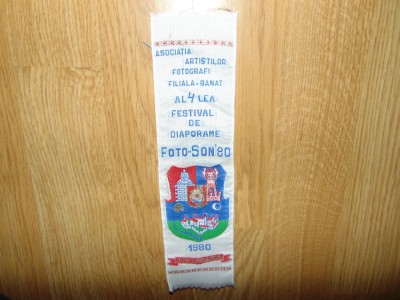 ASOCIAȚIA
ARTIȘTILOR
FOTOGRAFI
FILIALA-BANAT
AL 4 LEA
FESTIVAL
DE
DIAPORAME
FOTO-SON'80
1980